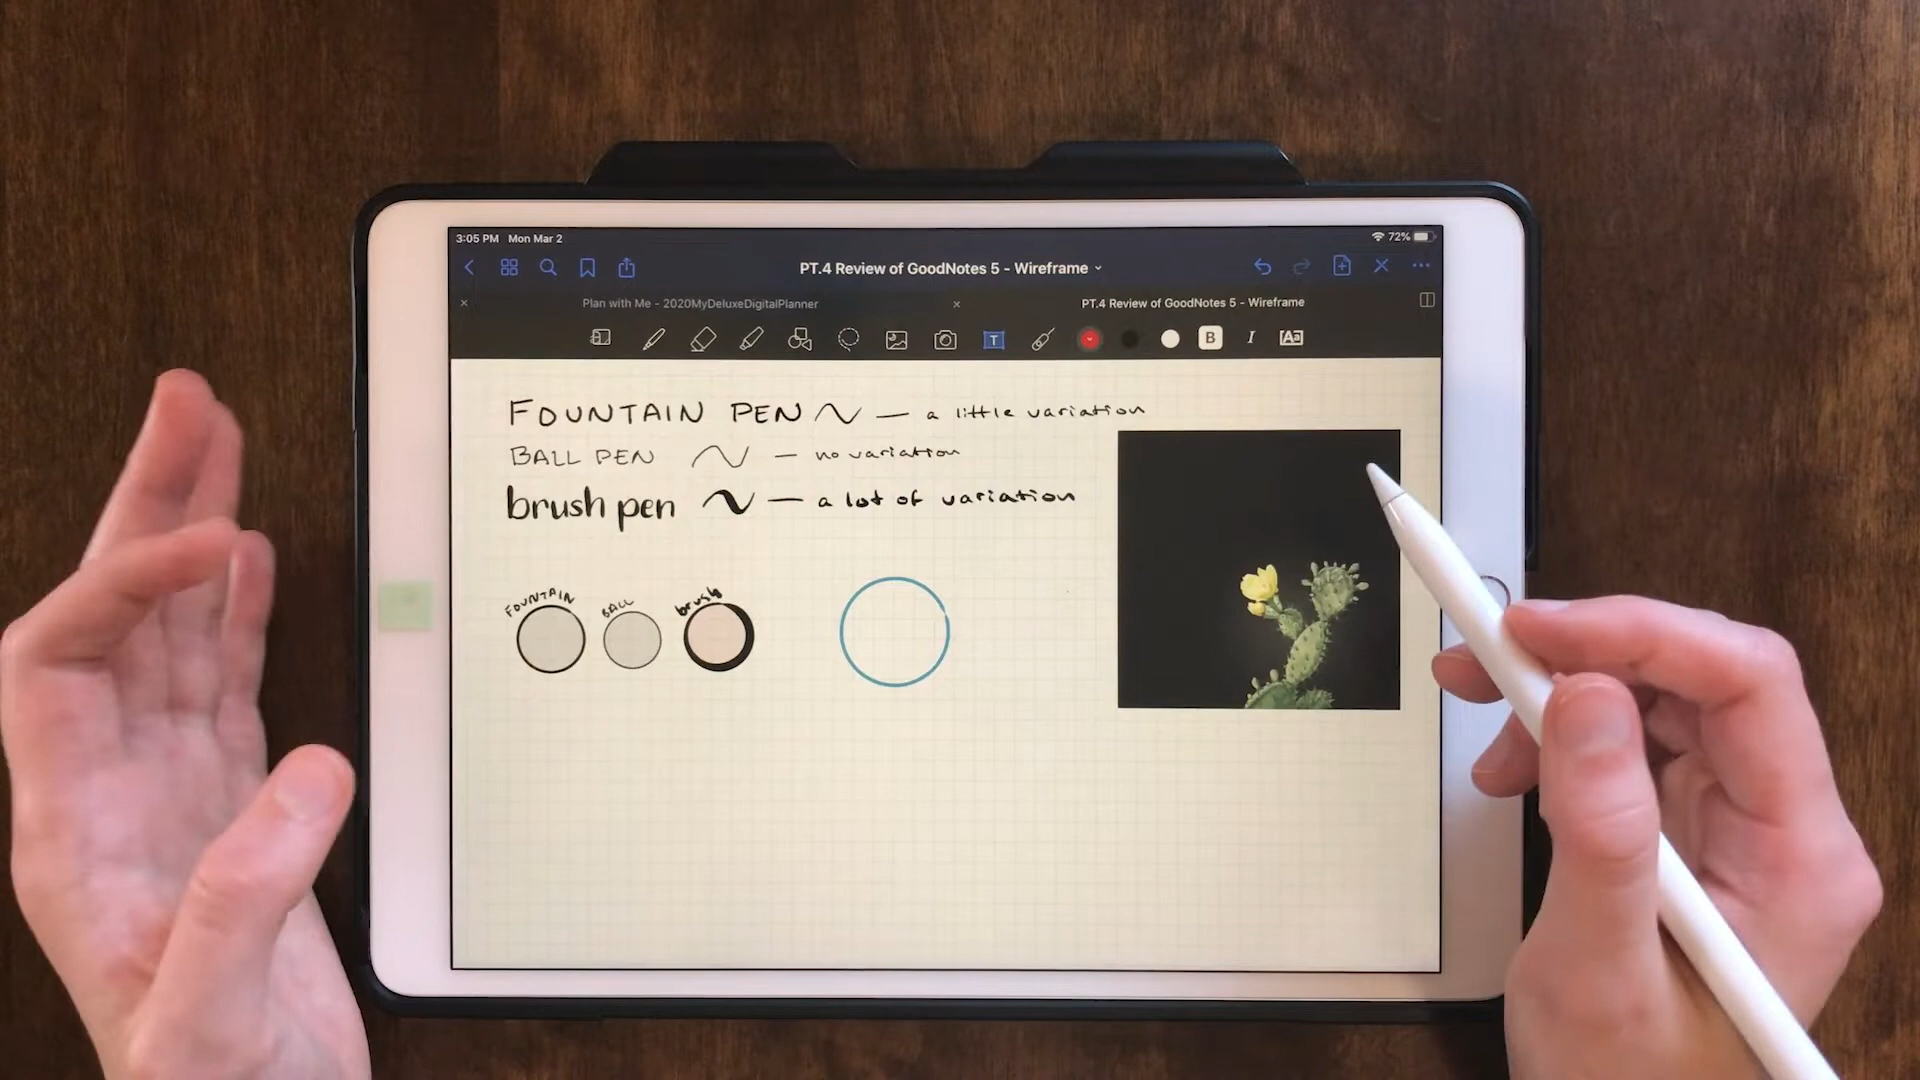 3:05 PM Mon Mar 2
72%
PT.4 Review of GoodNotes 5 - Wireframe
Plan with Me - 2020MyDeluxeDigitalPlanner
PT.4 Review of GoodNotes 5 - Wireframe
T B I Aa
FOUNTAIN PEN — a little variation
BALL PEN — no variation
brush pen — a lot of variation
FOUNTAIN BALL brush